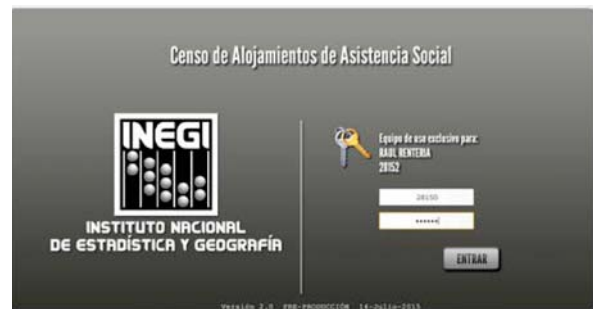 Censo de Alojamientos de Asistencia Social
INEGI
INSTITUTO NACIONAL
DE ESTADÍSTICA Y GEOGRAFÍA
Equipo de uso exclusivo para:
RAUL RENTERIA
28152
••••••
ENTRAR
Versión 2.0 PRE-PRODUCCIÓN 14-Julio-2015